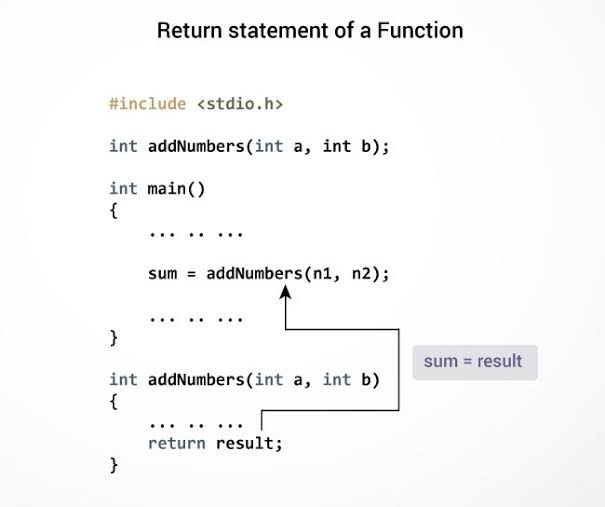 Return statement of a Function
#include <stdio.h>
int addNumbers(int a, int b);
int main()
{
... .. ...
sum = addNumbers(n1, n2);
... .. ...
}
sum = result
int addNumbers(int a, int b)
{
... .. ...
return result;
}